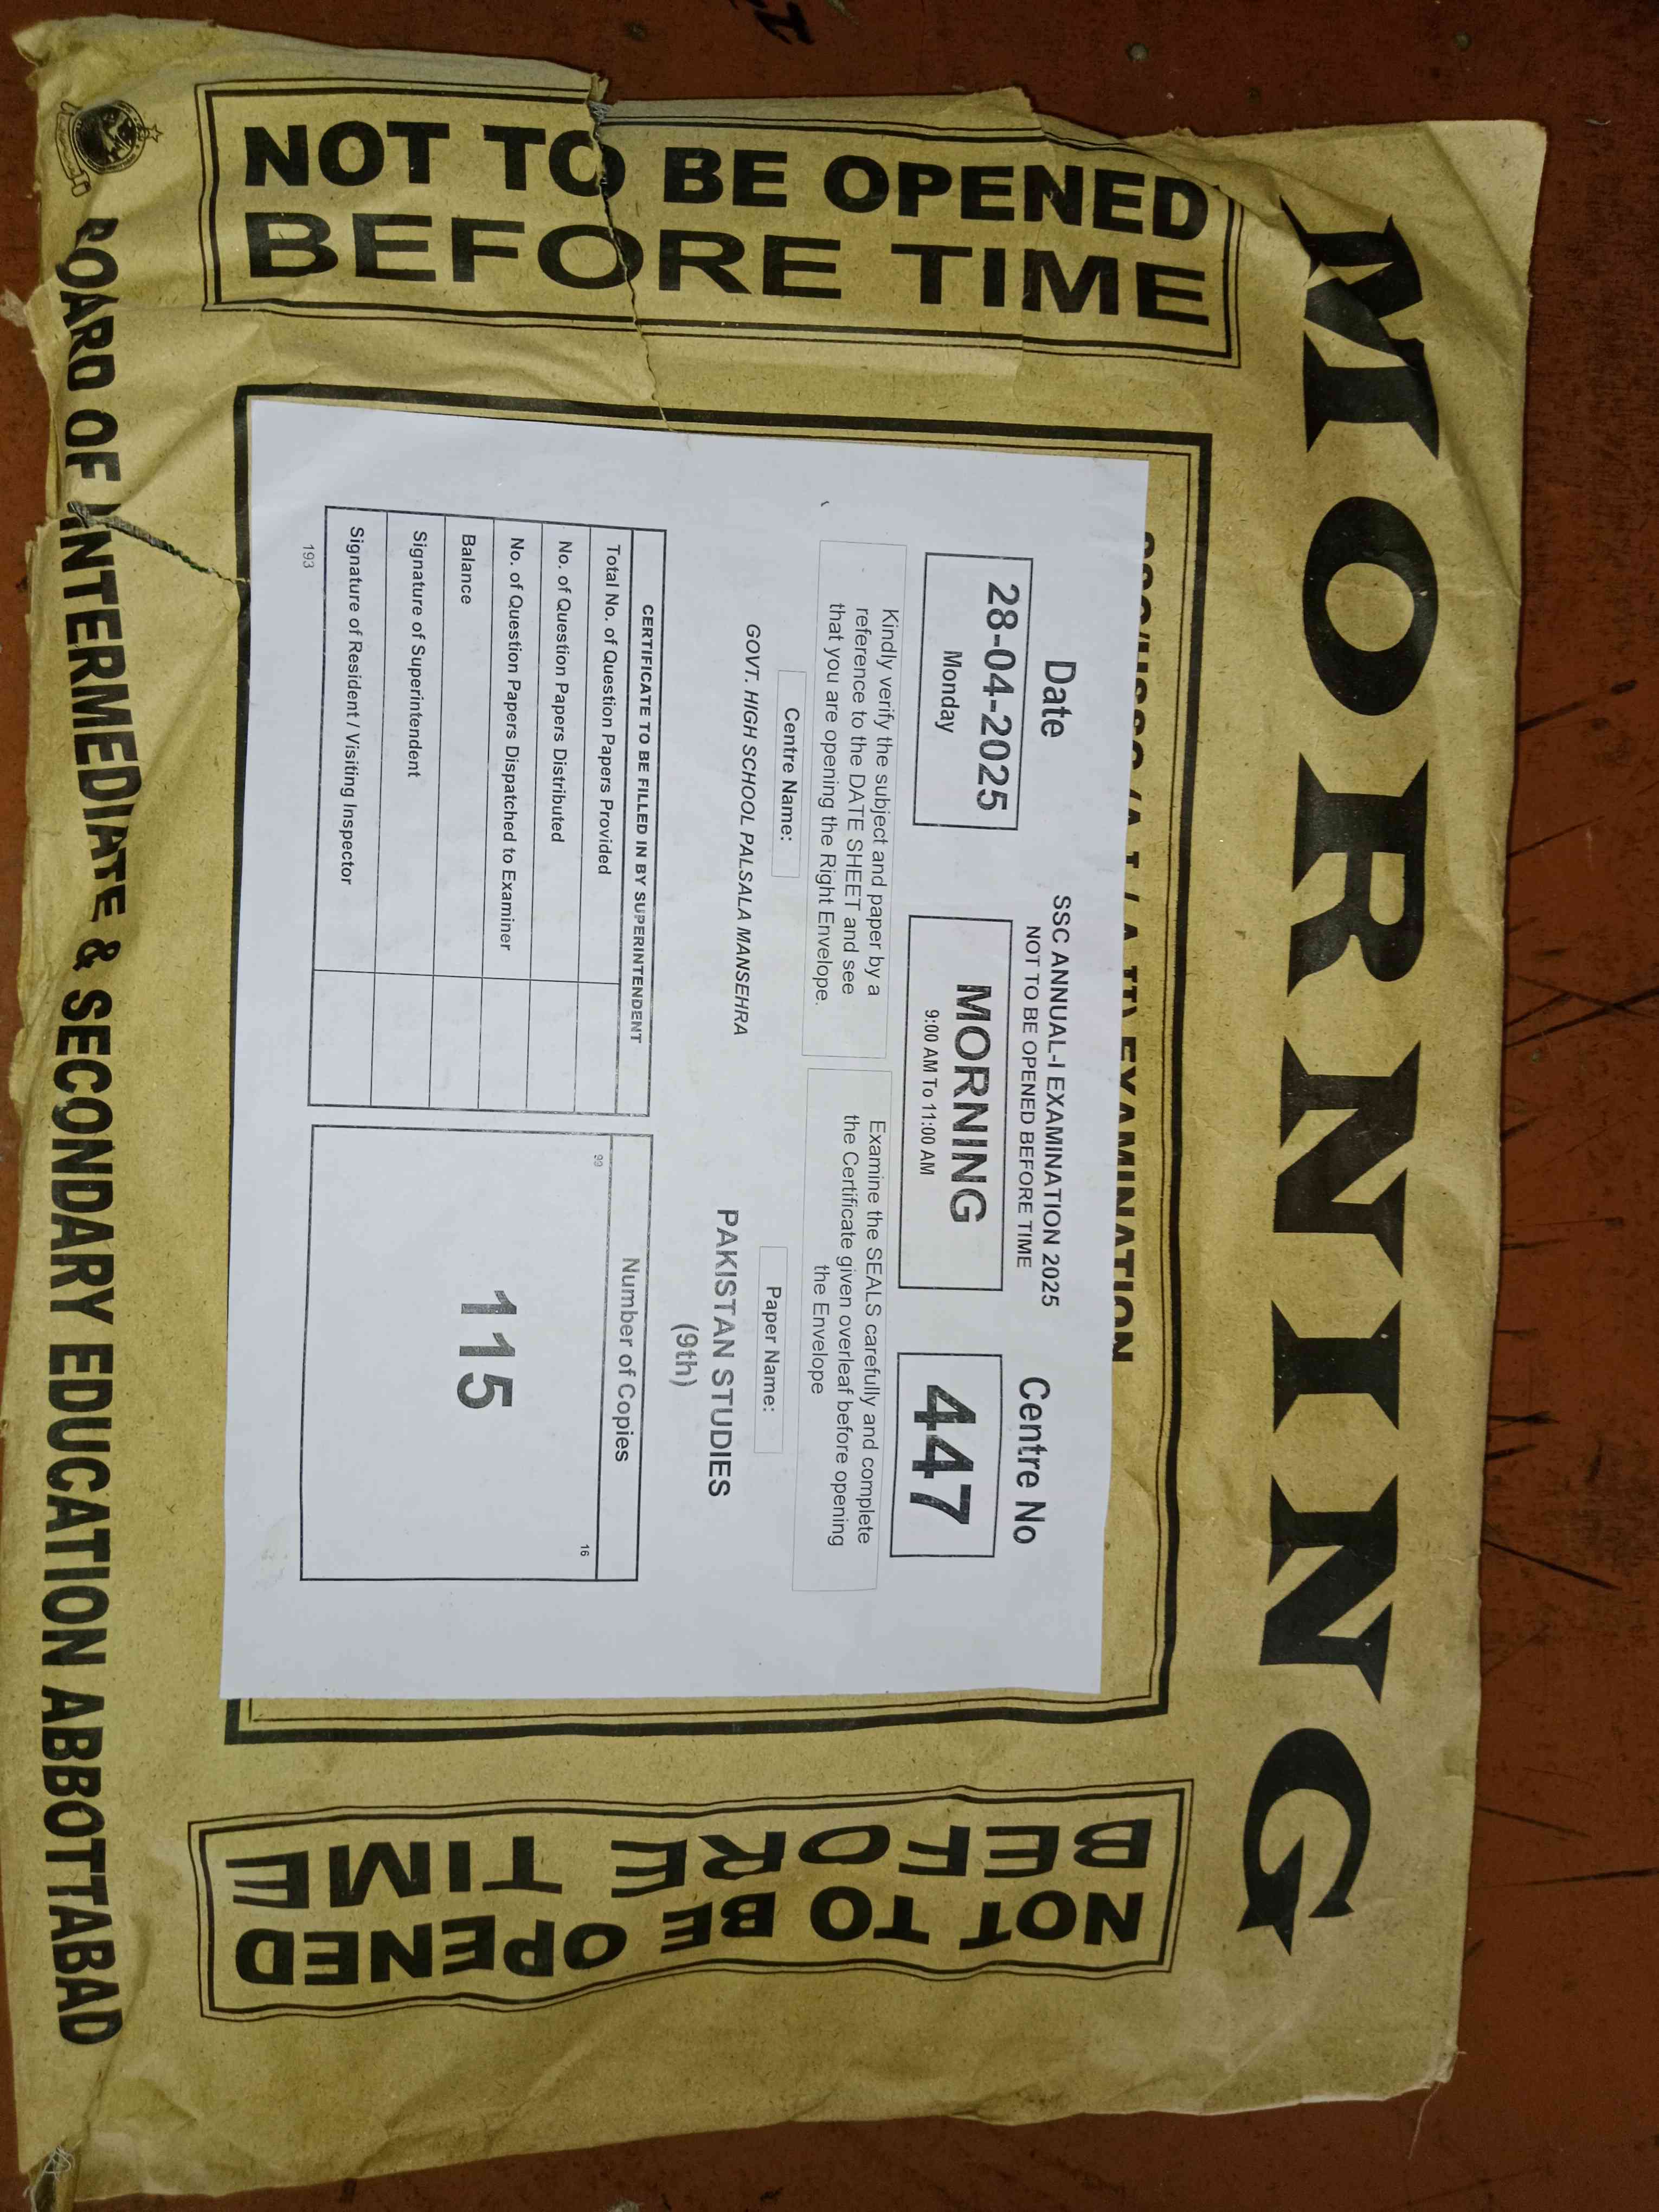 MORNING
NOT TO BE OPENED
BEFORE TIME
EXAMINATION
SSC ANNUAL-I EXAMINATION 2025
NOT TO BE OPENED BEFORE TIME
Date
28-04-2025
Monday
MORNING
9:00 AM To 11:00 AM
Centre No
447
Kindly verify the subject and paper by a
reference to the DATE SHEET and see
that you are opening the Right Envelope.
Examine the SEALS carefully and complete
the Certificate given overleaf before opening
the Envelope
Centre Name:
GOVT. HIGH SCHOOL PALSALA MANSEHRA
Paper Name:
PAKISTAN STUDIES
(9th)
CERTIFICATE TO BE FILLED IN BY SUPERINTENDENT
Total No. of Question Papers Provided
No. of Question Papers Distributed
No. of Question Papers Dispatched to Examiner
Balance
Signature of Superintendent
Signature of Resident / Visiting Inspector
193
Number of Copies
99
16
115
NOT TO BE OPENED
BEFORE TIME
BOARD OF INTERMEDIATE & SECONDARY EDUCATION ABBOTTABAD